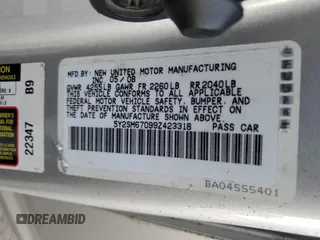 MFD BY NEW UNITED MOTOR MANUFACTURING
INC 05/08
GVWR 4255LB GAWR FR 2260LB RR 2040LB
THIS VEHICLE CONFORMS TO ALL APPLICABLE
FEDERAL MOTOR VEHICLE SAFETY, BUMPER, AND
THEFT PREVENTION STANDARDS IN EFFECT ON
THE DATE OF MANUFACTURE SHOWN ABOVE.
5Y2SM67099Z423318 PASS CAR
BA04555401
22347 B9